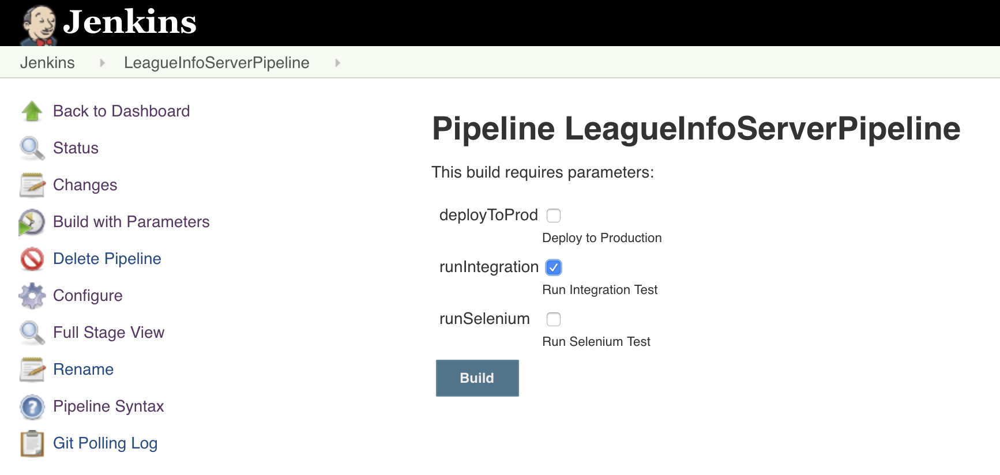 Jenkins
Jenkins LeagueInfoServerPipeline
Back to Dashboard
Status
Changes
Build with Parameters
Delete Pipeline
Configure
Full Stage View
Rename
Pipeline Syntax
Git Polling Log
Pipeline LeagueInfoServerPipeline
This build requires parameters:
deployToProd
Deploy to Production
runIntegration
Run Integration Test
runSelenium
Run Selenium Test
Build